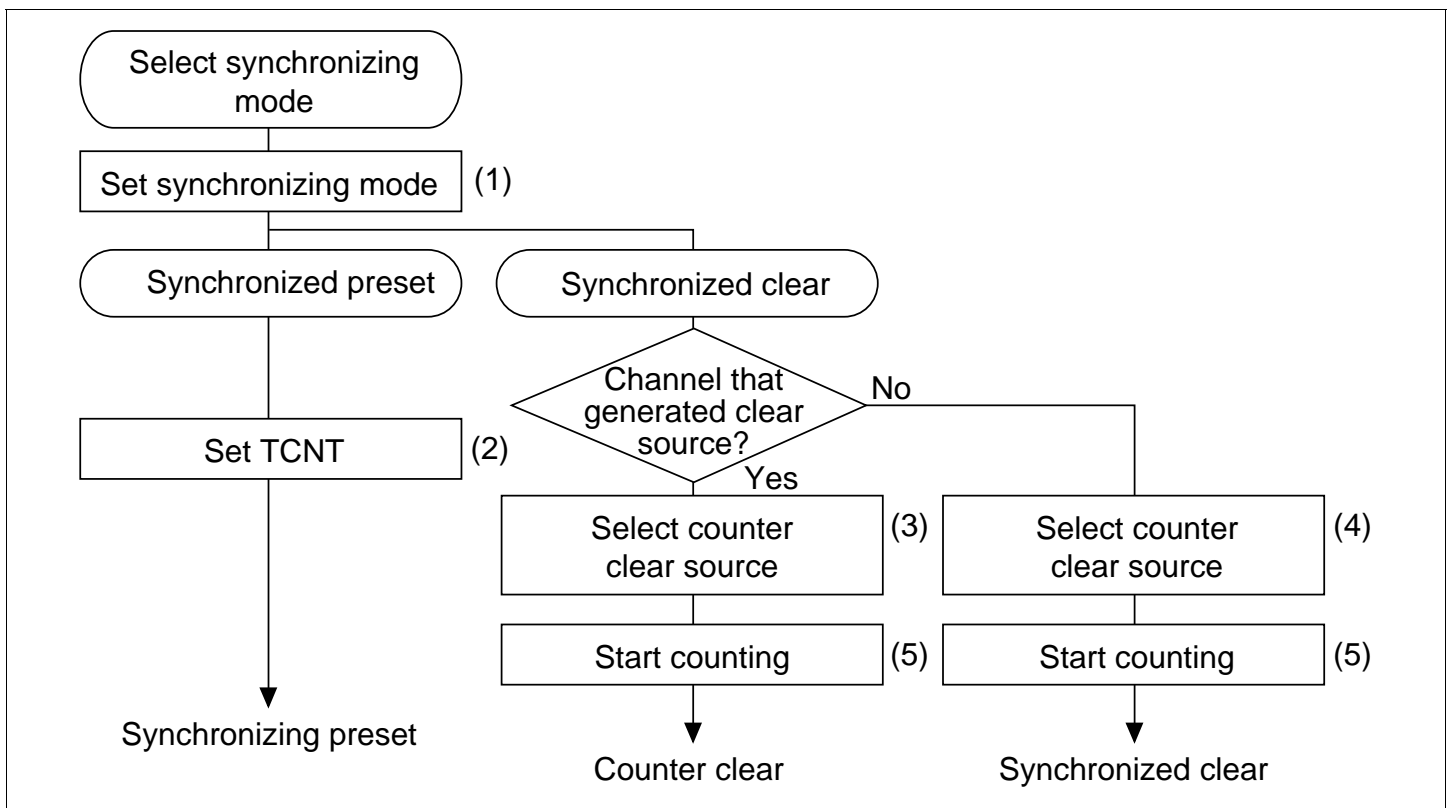 Select synchronizing
mode
Set synchronizing mode (1)
Synchronized preset
Synchronized clear
Channel that
generated clear
source?
No
Yes
Set TCNT (2)
Select counter
clear source
(3)
Select counter
clear source
(4)
Start counting (5)
Start counting (5)
Synchronizing preset
Counter clear
Synchronized clear